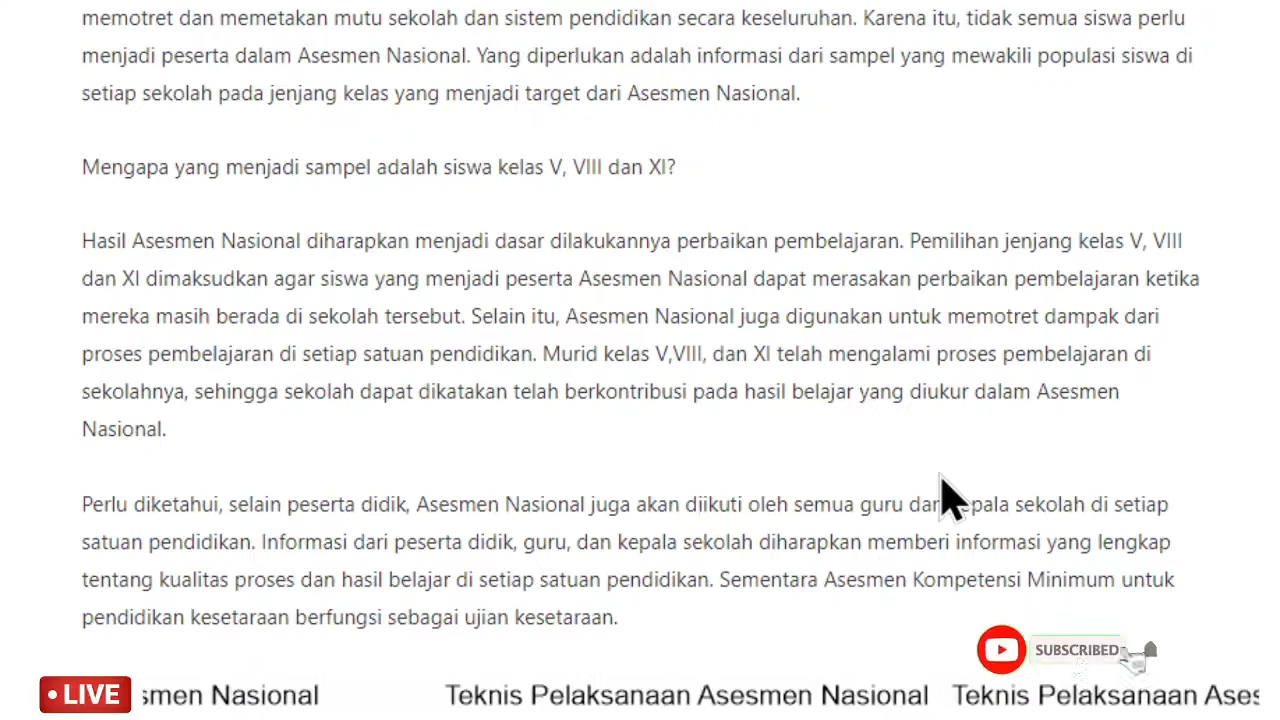 memotret dan memetakan mutu sekolah dan sistem pendidikan secara keseluruhan. Karena itu, tidak semua siswa perlu
menjadi peserta dalam Asesmen Nasional. Yang diperlukan adalah informasi dari sampel yang mewakili populasi siswa di
setiap sekolah pada jenjang kelas yang menjadi target dari Asesmen Nasional.
Mengapa yang menjadi sampel adalah siswa kelas V, VIII dan XI?
Hasil Asesmen Nasional diharapkan menjadi dasar dilakukannya perbaikan pembelajaran. Pemilihan jenjang kelas V, VIII
dan XI dimaksudkan agar siswa yang menjadi peserta Asesmen Nasional dapat merasakan perbaikan pembelajaran ketika
mereka masih berada di sekolah tersebut. Selain itu, Asesmen Nasional juga digunakan untuk memotret dampak dari
proses pembelajaran di setiap satuan pendidikan. Murid kelas V,VIII, dan XI telah mengalami proses pembelajaran di
sekolahnya, sehingga sekolah dapat dikatakan telah berkontribusi pada hasil belajar yang diukur dalam Asesmen
Nasional.
Perlu diketahui, selain peserta didik, Asesmen Nasional juga akan diikuti oleh semua guru dan kepala sekolah di setiap
satuan pendidikan. Informasi dari peserta didik, guru, dan kepala sekolah diharapkan memberi informasi yang lengkap
tentang kualitas proses dan hasil belajar di setiap satuan pendidikan. Sementara Asesmen Kompetensi Minimum untuk
pendidikan kesetaraan berfungsi sebagai ujian kesetaraan.
SUBSCRIBED
LIVE smen Nasional Teknis Pelaksanaan Asesmen Nasional Teknis Pelaksanaan Ases